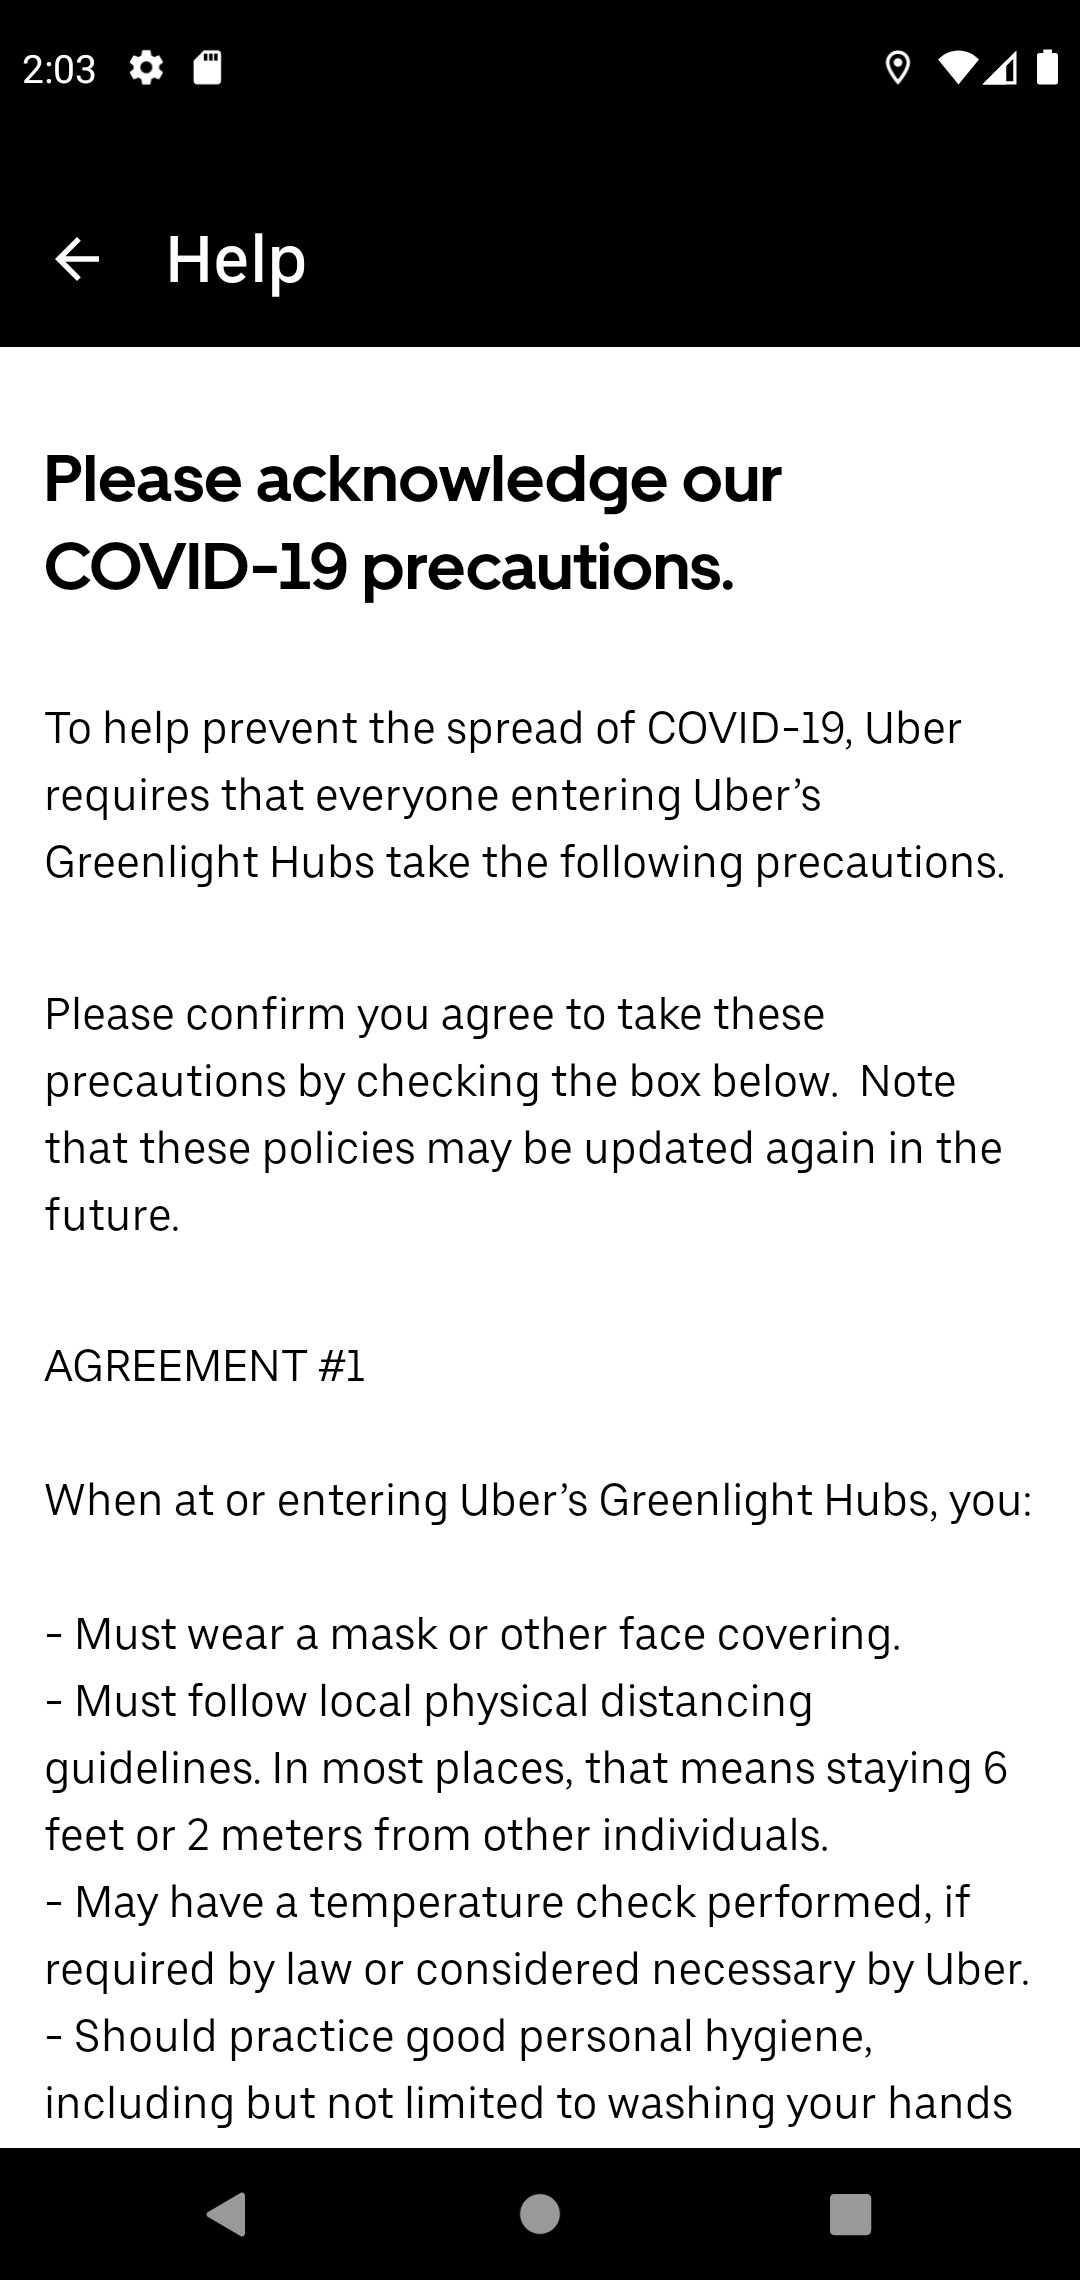 2:03
Help
Please acknowledge our
COVID-19 precautions.
To help prevent the spread of COVID-19, Uber
requires that everyone entering Uber’s
Greenlight Hubs take the following precautions.
Please confirm you agree to take these
precautions by checking the box below.  Note
that these policies may be updated again in the
future.
AGREEMENT #1
When at or entering Uber’s Greenlight Hubs, you:
- Must wear a mask or other face covering.
- Must follow local physical distancing
guidelines. In most places, that means staying 6
feet or 2 meters from other individuals.
- May have a temperature check performed, if
required by law or considered necessary by Uber.
- Should practice good personal hygiene,
including but not limited to washing your hands